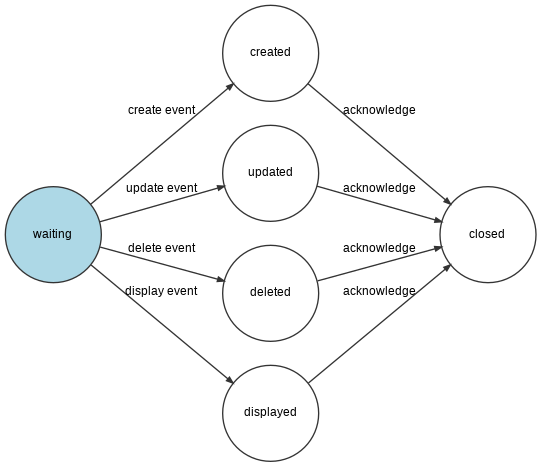 created
create event
acknowledge
updated
update event
acknowledge
waiting
closed
delete event
acknowledge
deleted
display event
acknowledge
displayed